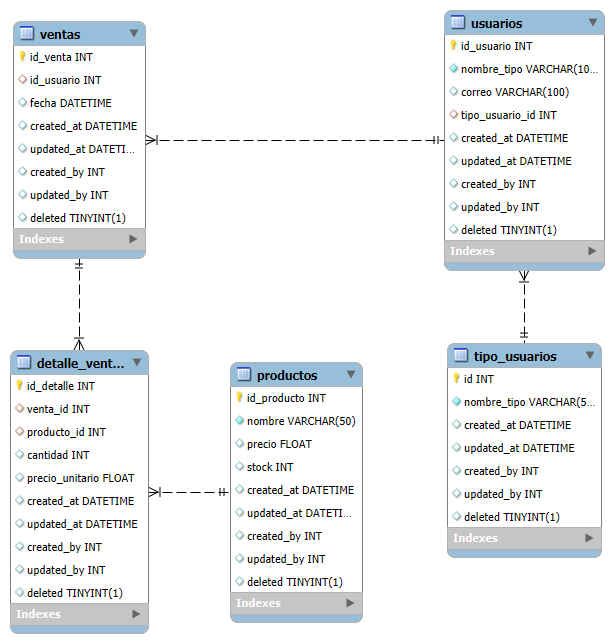 ventas
id_venta INT
id_usuario INT
fecha DATETIME
created_at DATETIME
updated_at DATETI...
created_by INT
updated_by INT
deleted TINYINT(1)
Indexes
usuarios
id_usuario INT
nombre_tipo VARCHAR(10...
correo VARCHAR(100)
tipo_usuario_id INT
created_at DATETIME
updated_at DATETIME
created_by INT
updated_by INT
deleted TINYINT(1)
Indexes
detalle_vent...
id_detalle INT
venta_id INT
producto_id INT
cantidad INT
precio_unitario FLOAT
created_at DATETIME
updated_at DATETIME
created_by INT
updated_by INT
deleted TINYINT(1)
Indexes
productos
id_producto INT
nombre VARCHAR(50)
precio FLOAT
stock INT
created_at DATETIME
updated_at DATETI...
created_by INT
updated_by INT
deleted TINYINT(1)
Indexes
tipo_usuarios
id INT
nombre_tipo VARCHAR(5...
created_at DATETIME
updated_at DATETIME
created_by INT
updated_by INT
deleted TINYINT(1)
Indexes